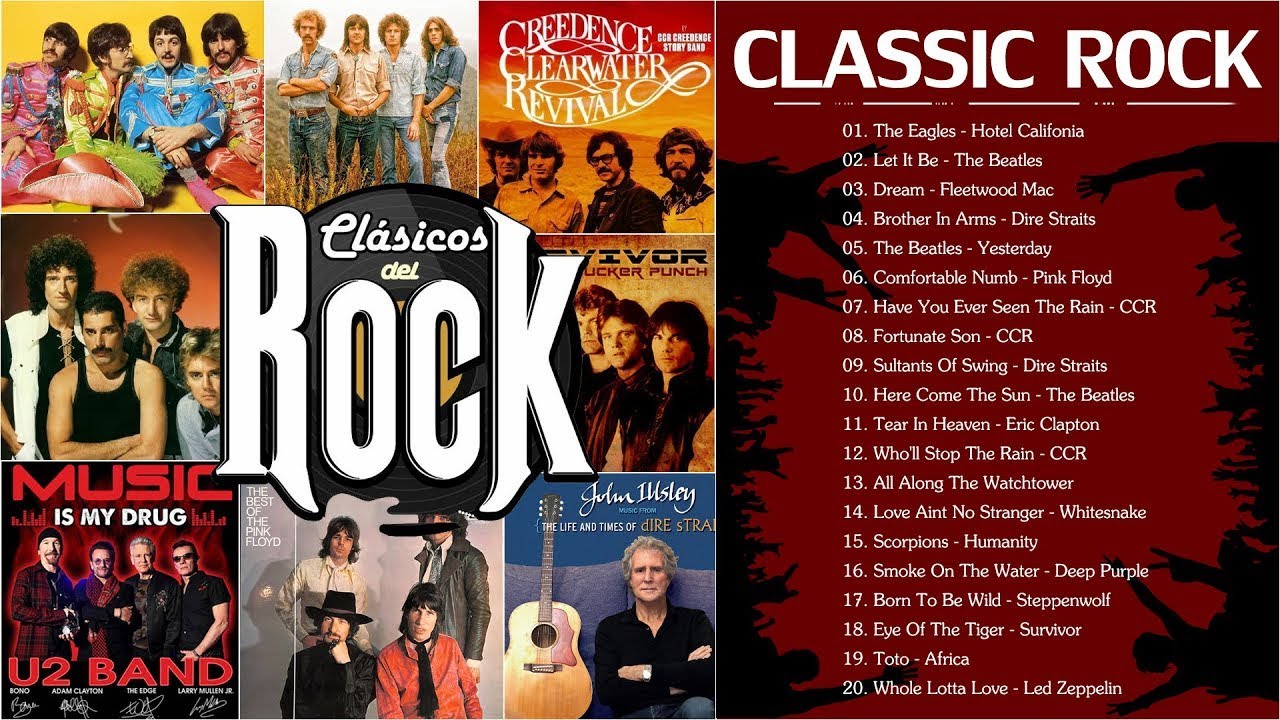 CREEDENCE
BY
CCR CREEDENCE
STORY BAND
CLEARWATER
REVIVAL
Clásicos
del
ROCK
VIVOR
UCKER PUNCH
MUSIC
IS MY DRUG
U2 BAND
BONO ADAM CLAYTON THE EDGE LARRY MULLEN JR.
THE
BEST
OF
THE
PINK
FLOYD
John Illsley
MUSIC FROM
THE LIFE AND TIMES OF dIRE sTRAI
CLASSIC ROCK
01. The Eagles - Hotel Califonia
02. Let It Be - The Beatles
03. Dream - Fleetwood Mac
04. Brother In Arms - Dire Straits
05. The Beatles - Yesterday
06. Comfortable Numb - Pink Floyd
07. Have You Ever Seen The Rain - CCR
08. Fortunate Son - CCR
09. Sultants Of Swing - Dire Straits
10. Here Come The Sun - The Beatles
11. Tear In Heaven - Eric Clapton
12. Who'll Stop The Rain - CCR
13. All Along The Watchtower
14. Love Aint No Stranger - Whitesnake
15. Scorpions - Humanity
16. Smoke On The Water - Deep Purple
17. Born To Be Wild - Steppenwolf
18. Eye Of The Tiger - Survivor
19. Toto - Africa
20. Whole Lotta Love - Led Zeppelin